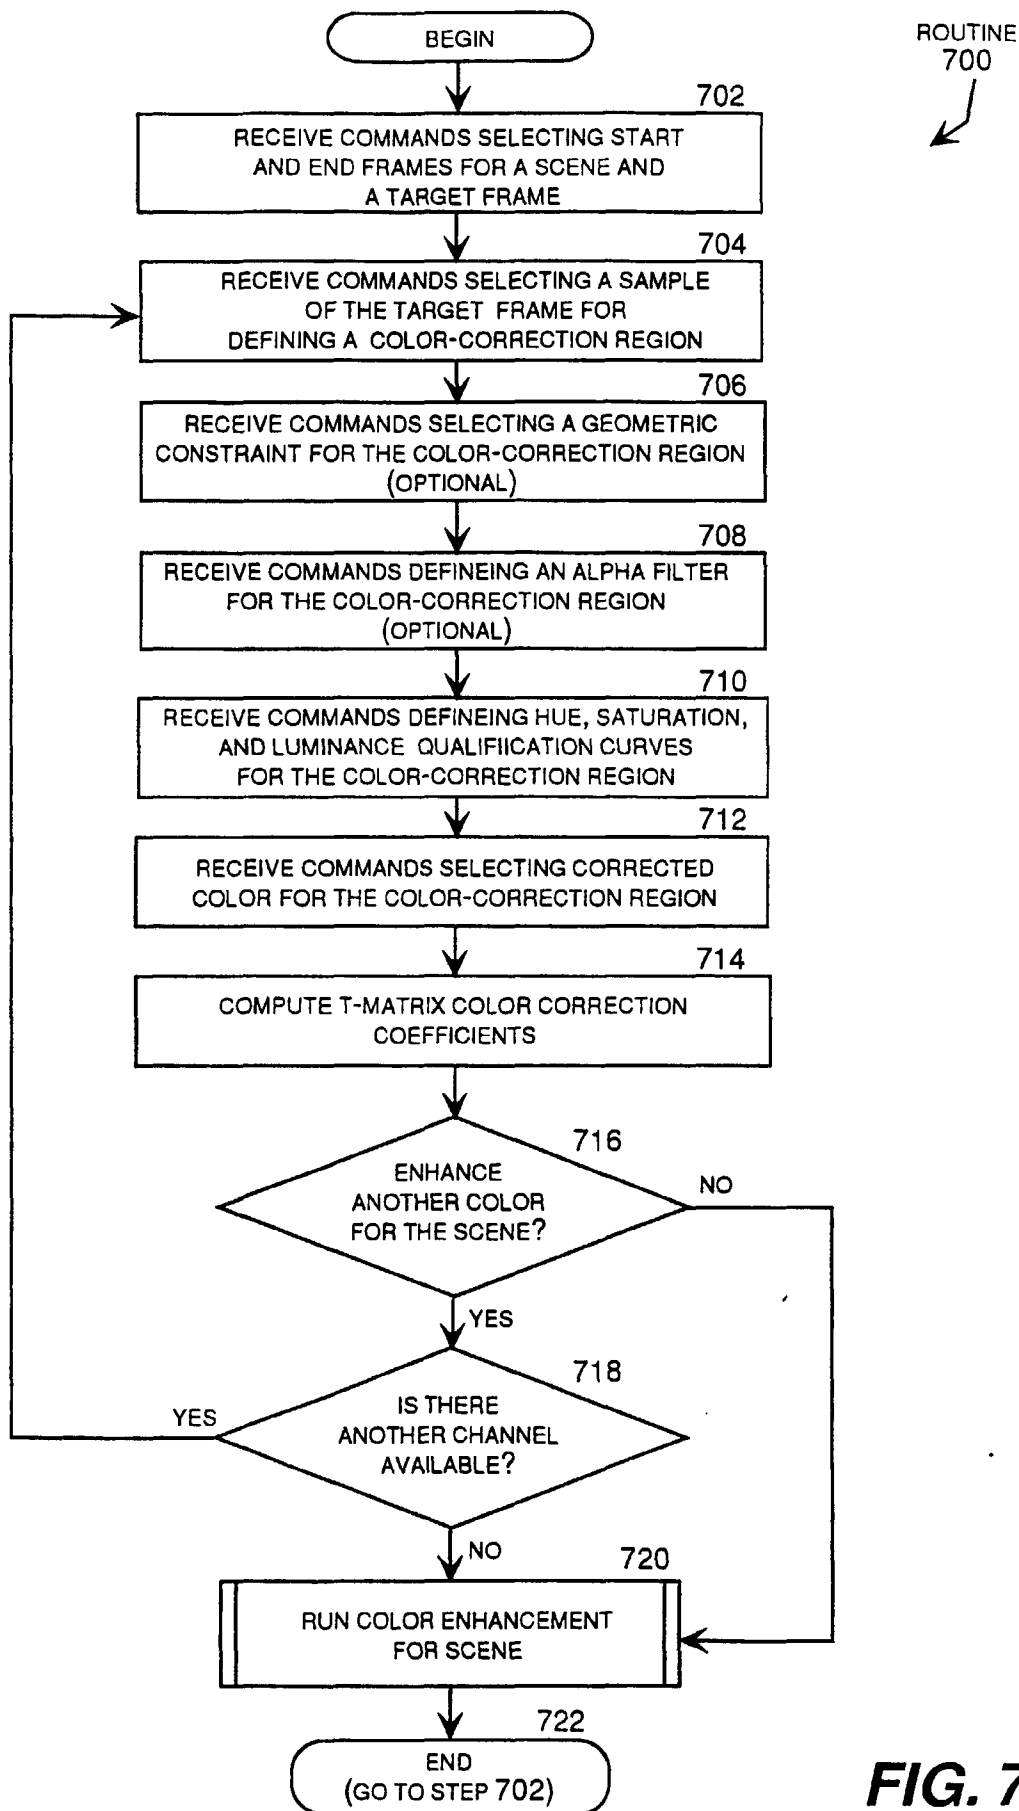 BEGIN
ROUTINE
700
702
RECEIVE COMMANDS SELECTING START
AND END FRAMES FOR A SCENE AND
A TARGET FRAME
704
RECEIVE COMMANDS SELECTING A SAMPLE
OF THE TARGET FRAME FOR
DEFINING A COLOR-CORRECTION REGION
706
RECEIVE COMMANDS SELECTING A GEOMETRIC
CONSTRAINT FOR THE COLOR-CORRECTION REGION
(OPTIONAL)
708
RECEIVE COMMANDS DEFINEING AN ALPHA FILTER
FOR THE COLOR-CORRECTION REGION
(OPTIONAL)
710
RECEIVE COMMANDS DEFINEING HUE, SATURATION,
AND LUMINANCE QUALIFIICATION CURVES
FOR THE COLOR-CORRECTION REGION
712
RECEIVE COMMANDS SELECTING CORRECTED
COLOR FOR THE COLOR-CORRECTION REGION
714
COMPUTE T-MATRIX COLOR CORRECTION
COEFFICIENTS
716
ENHANCE
ANOTHER COLOR
FOR THE SCENE?
NO
YES
718
IS THERE
ANOTHER CHANNEL
AVAILABLE?
YES
NO
720
RUN COLOR ENHANCEMENT
FOR SCENE
722
END
(GO TO STEP 702)
FIG. 7